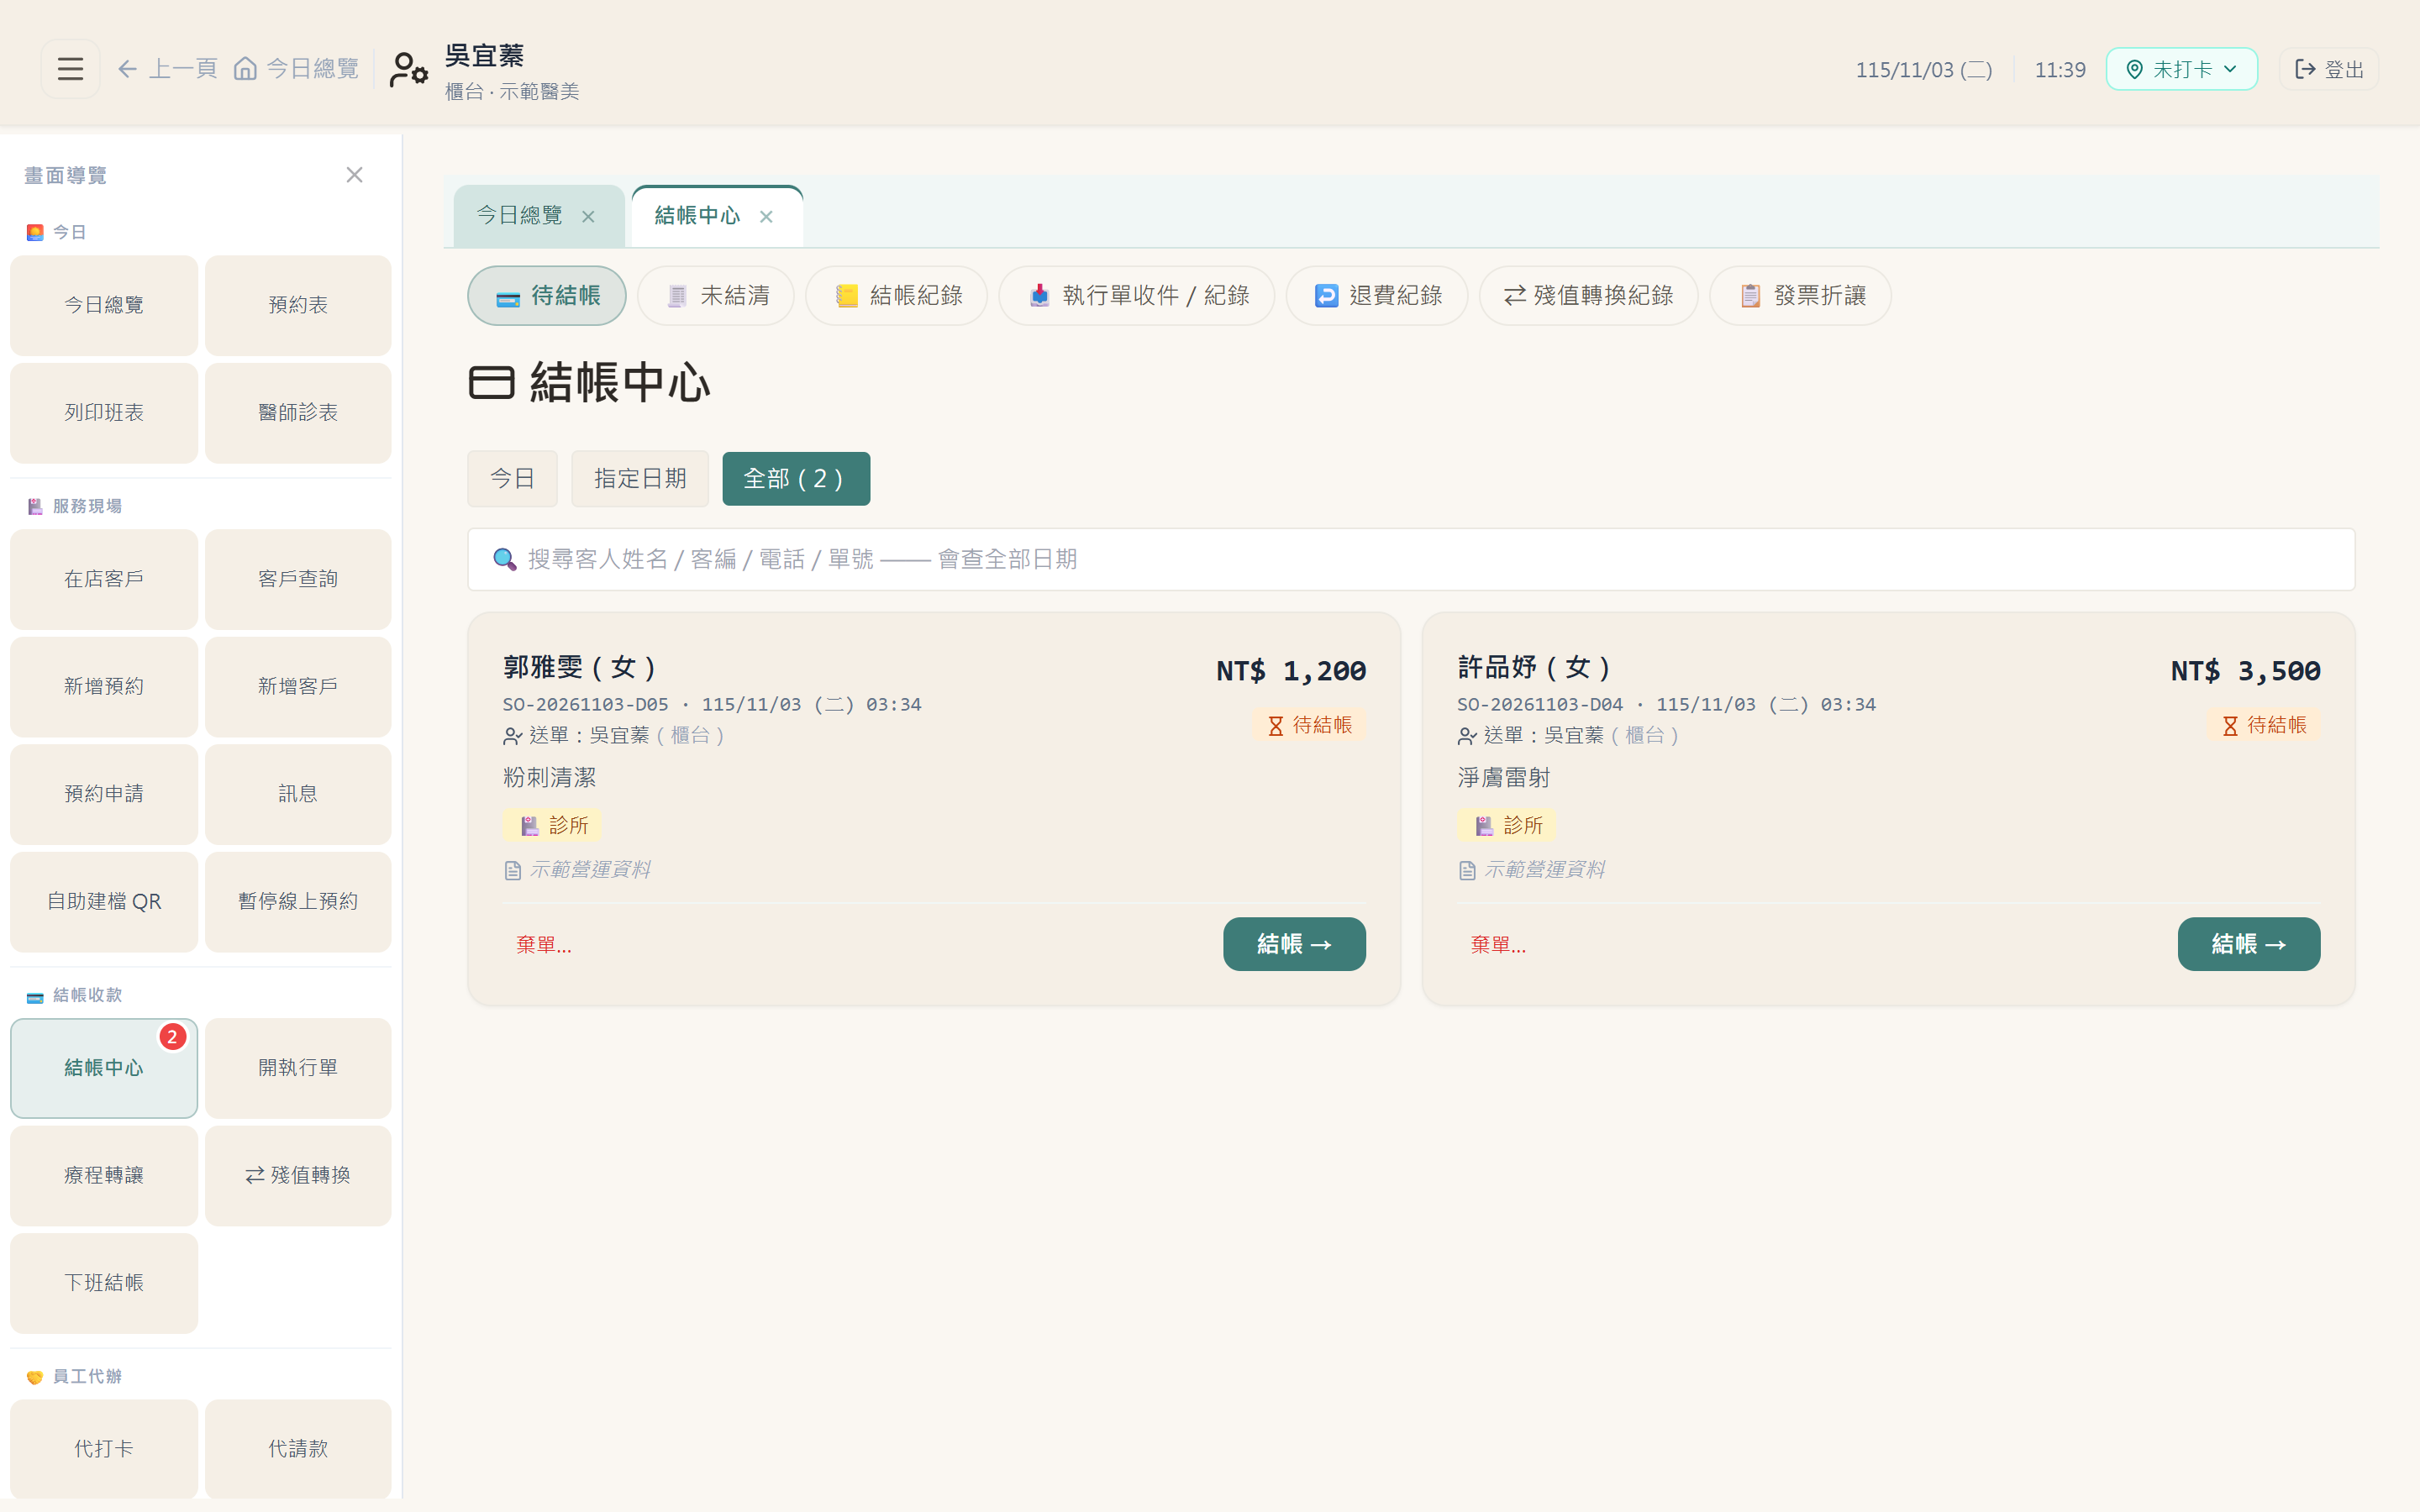 上一頁 今日總覽
吳宜蓁
櫃台 · 示範醫美
115/11/03 (二)
11:39
未打卡
登出
畫面導覽
今日
今日總覽
預約表
列印班表
醫師診表
服務現場
在店客戶
客戶查詢
新增預約
新增客戶
預約申請
訊息
自助建檔 QR
暫停線上預約
結帳收款
結帳中心
2
開執行單
療程轉讓
⇄ 殘值轉換
下班結帳
員工代辦
代打卡
代請款
今日總覽
結帳中心
待結帳
未結清
結帳紀錄
執行單收件 / 紀錄
退費紀錄
⇄ 殘值轉換紀錄
發票折讓
結帳中心
今日
指定日期
全部（2）
搜尋客人姓名 / 客編 / 電話 / 單號 —— 會查全部日期
郭雅雯（女）
NT$ 1,200
SO-20261103-D05 · 115/11/03 (二) 03:34
待結帳
送單：吳宜蓁（櫃台）
粉刺清潔
診所
示範營運資料
棄單...
結帳 →
許品妤（女）
NT$ 3,500
SO-20261103-D04 · 115/11/03 (二) 03:34
待結帳
送單：吳宜蓁（櫃台）
淨膚雷射
診所
示範營運資料
棄單...
結帳 →